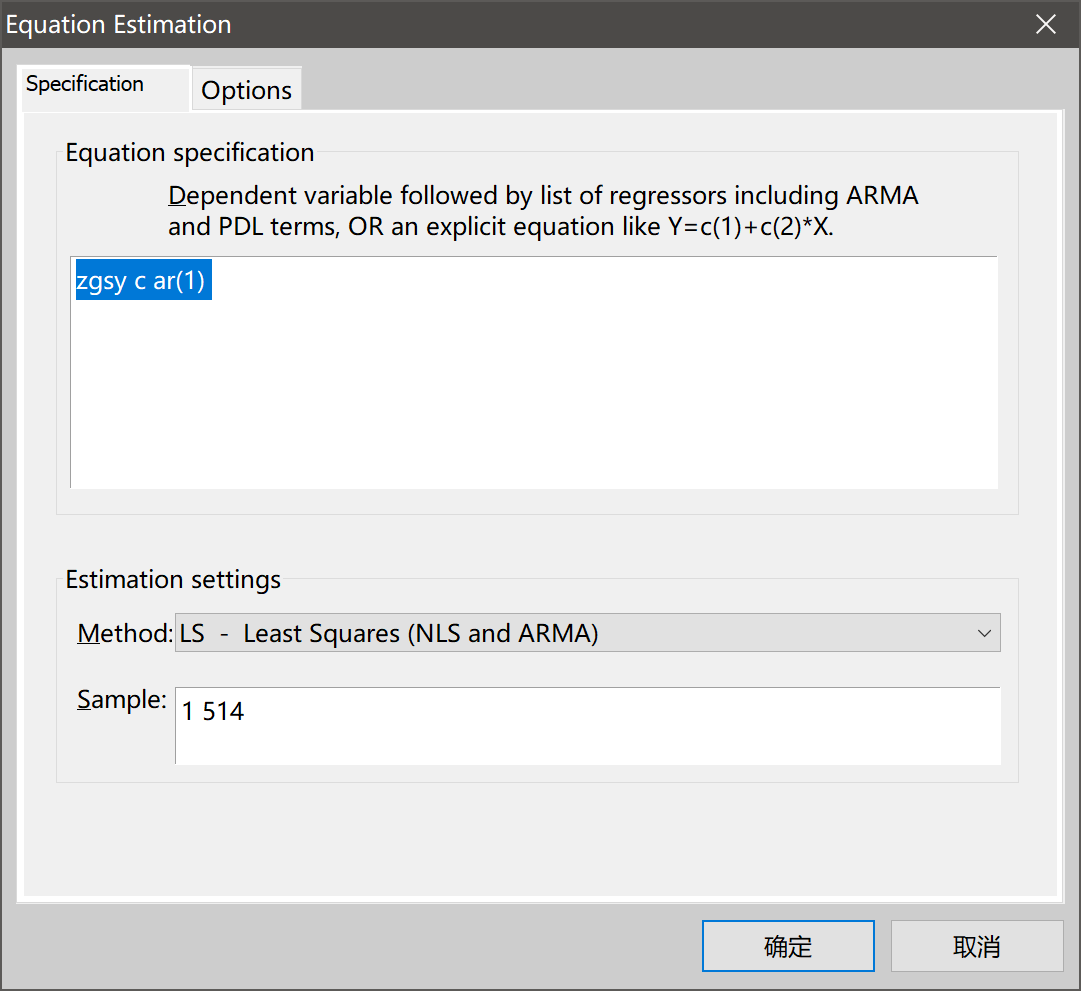 Equation Estimation
Specification
Options
Equation specification
Dependent variable followed by list of regressors including ARMA
and PDL terms, OR an explicit equation like Y=c(1)+c(2)*X.
zgsy c ar(1)
Estimation settings
Method: LS - Least Squares (NLS and ARMA)
Sample: 1 514
确定
取消